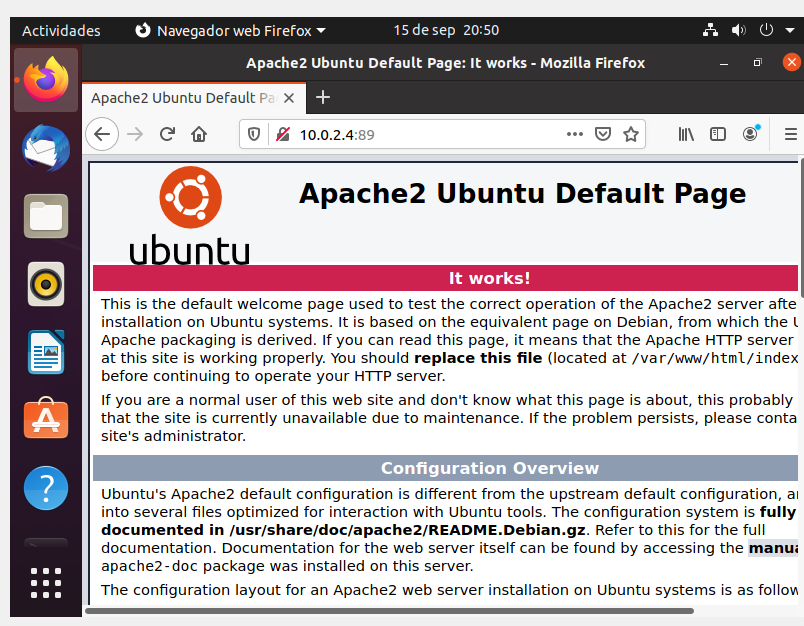 Actividades Navegador web Firefox 15 de sep 20:50
Apache2 Ubuntu Default Page: It works - Mozilla Firefox
Apache2 Ubuntu Default Pa
10.0.2.4:89
ubuntu
Apache2 Ubuntu Default Page
It works!
This is the default welcome page used to test the correct operation of the Apache2 server afte
installation on Ubuntu systems. It is based on the equivalent page on Debian, from which the U
Apache packaging is derived. If you can read this page, it means that the Apache HTTP server
at this site is working properly. You should replace this file (located at /var/www/html/index
before continuing to operate your HTTP server.
If you are a normal user of this web site and don't know what this page is about, this probably
that the site is currently unavailable due to maintenance. If the problem persists, please conta
site's administrator.
Configuration Overview
Ubuntu's Apache2 default configuration is different from the upstream default configuration, a
into several files optimized for interaction with Ubuntu tools. The configuration system is fully
documented in /usr/share/doc/apache2/README.Debian.gz. Refer to this for the full
documentation. Documentation for the web server itself can be found by accessing the manua
apache2-doc package was installed on this server.
The configuration layout for an Apache2 web server installation on Ubuntu systems is as follow